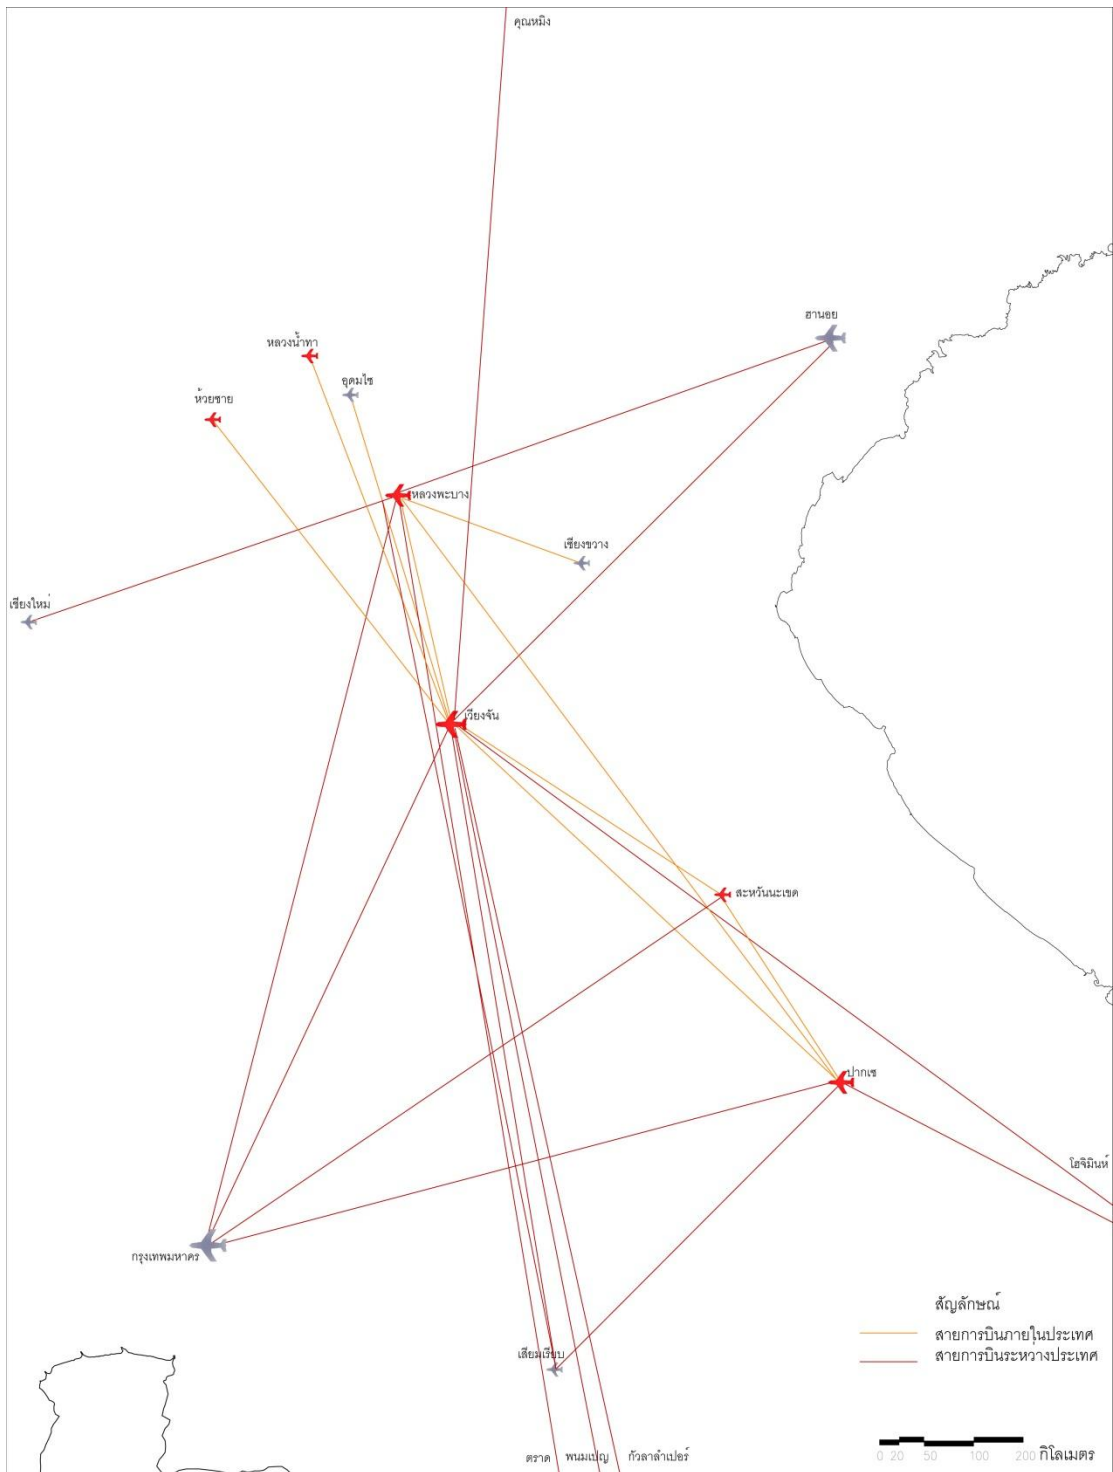 คุณหมิง
ฮานอย
หลวงน้ำทา
อุดมไซ
ห้วยซาย
หลวงพะบาง
เซียงขวาง
เชียงใหม่
เวียงจัน
สะหวันนะเขด
ปากเซ
โฮจิมินห์
กรุงเทพมหาคร
สัญลักษณ์
สายการบินภายในประเทศ
สายการบินระหว่างประเทศ
เสียมเรียบ
0 20 50 100 200 กิโลเมตร
ตราด พนมเปญ กัวลาลำเปอร์